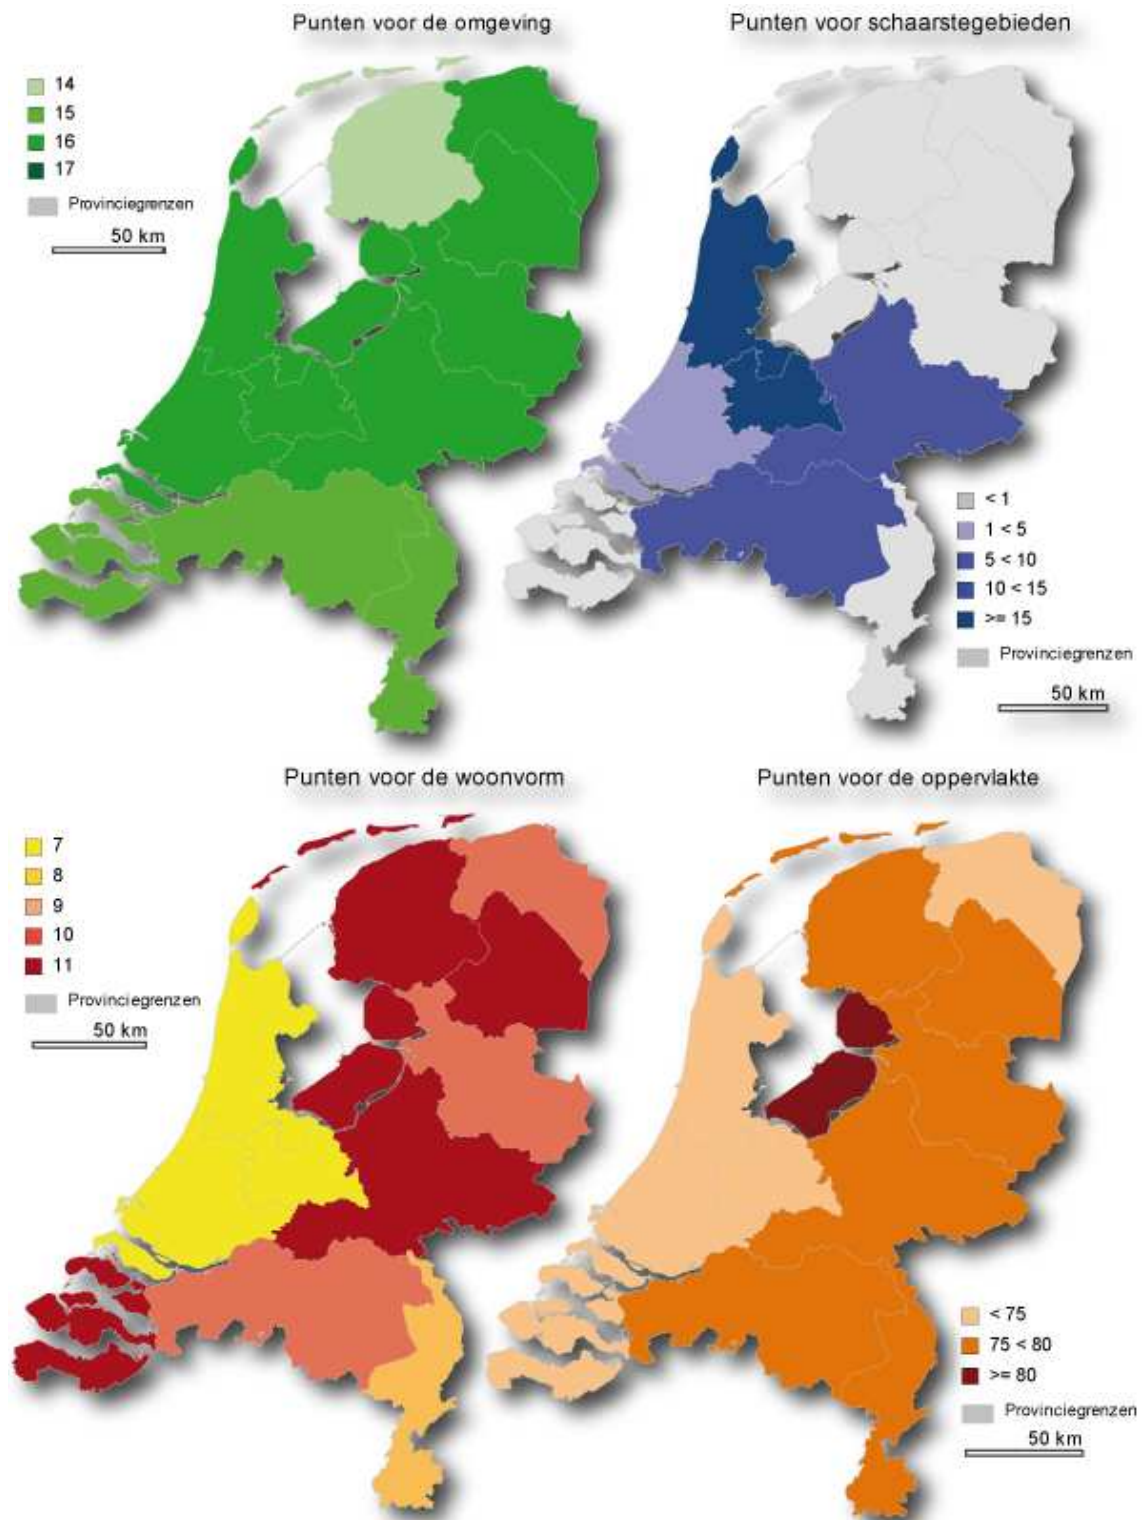 Punten voor de omgeving
14
15
16
17
Provinciegrenzen
50 km
Punten voor schaarstegebieden
< 1
1 < 5
5 < 10
10 < 15
>= 15
Provinciegrenzen
50 km
Punten voor de woonvorm
7
8
9
10
11
Provinciegrenzen
50 km
Punten voor de oppervlakte
< 75
75 < 80
>= 80
Provinciegrenzen
50 km